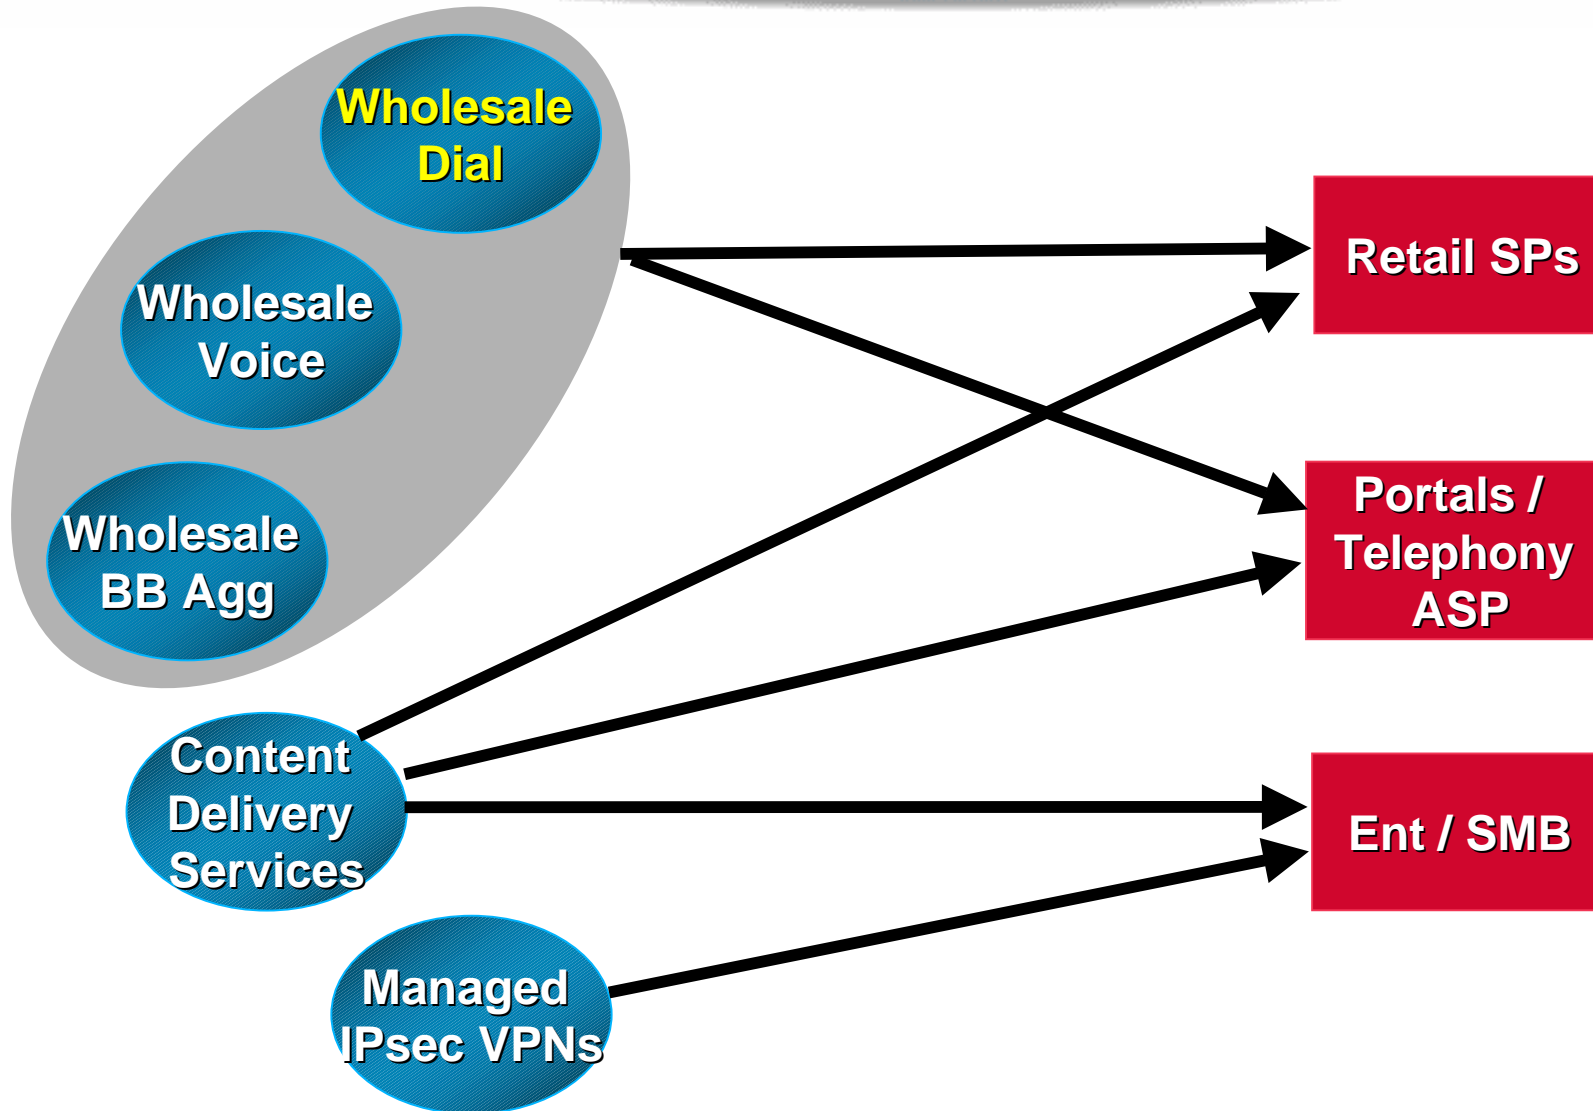 Wholesale
Dial
Wholesale
Voice
Wholesale
BB Agg
Content
Delivery
Services
Managed
IPsec VPNs
Retail SPs
Portals /
Telephony
ASP
Ent / SMB